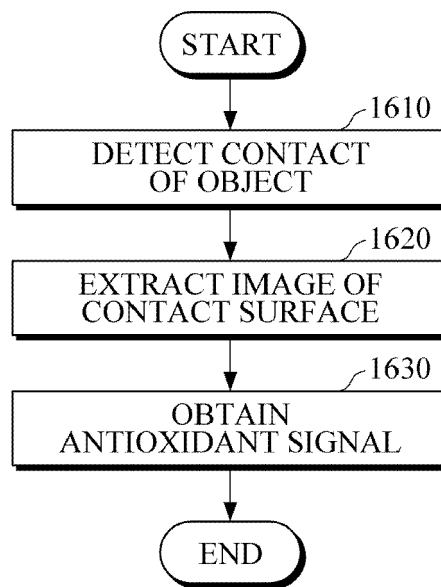 START
1610
DETECT CONTACT
OF OBJECT
1620
EXTRACT IMAGE OF
CONTACT SURFACE
1630
OBTAIN
ANTIOXIDANT SIGNAL
END